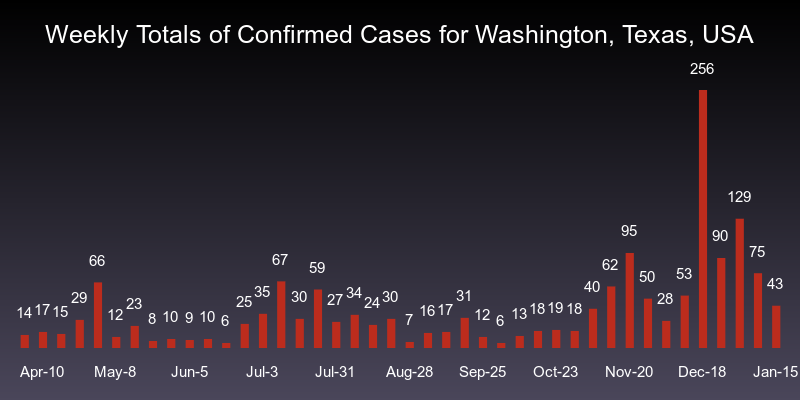 Weekly Totals of Confirmed Cases for Washington, Texas, USA
14 17 15 29 66 12 23 8 10 9 10 6 25 35 67 30 59 27 34 24 30 7 16 17 31 12 6 13 18 19 18 40 62 95 50 28 53 256 90 129 75 43
Apr-10 May-8 Jun-5 Jul-3 Jul-31 Aug-28 Sep-25 Oct-23 Nov-20 Dec-18 Jan-15